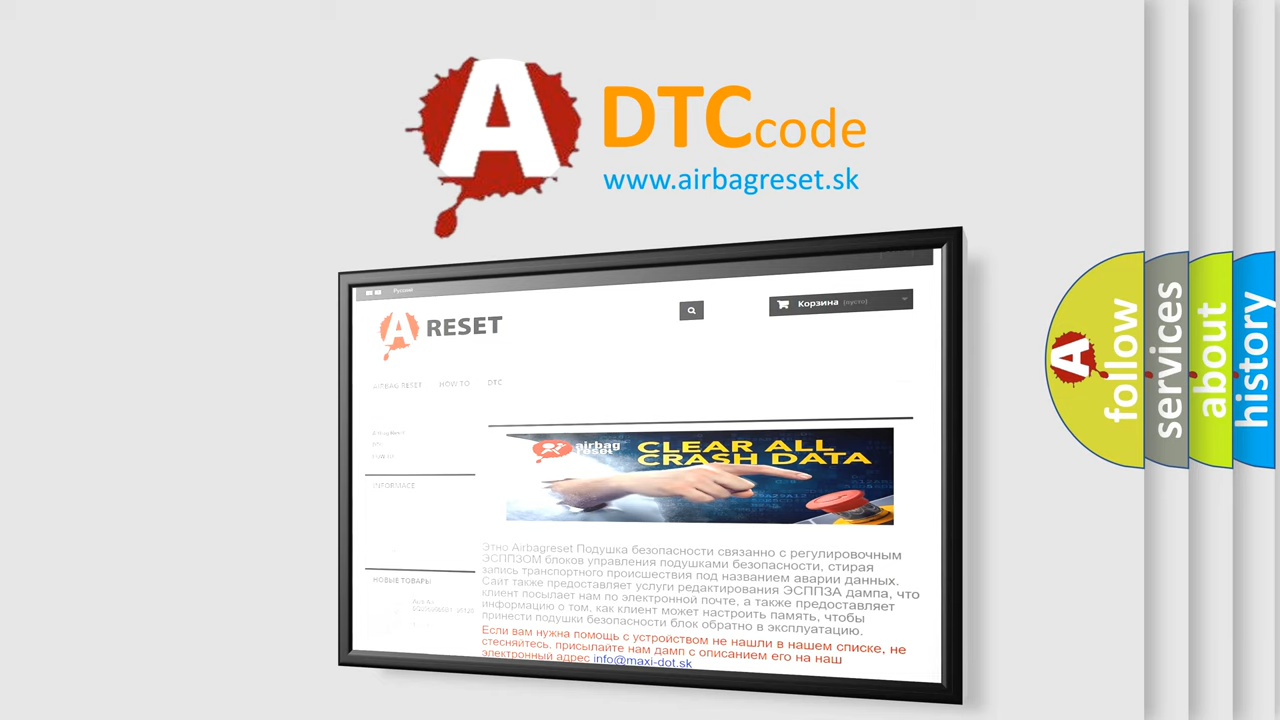 A DTCcode
www.airbagreset.sk
Русский
A RESET
Корзина (пусто)
AIRBAG RESET HOW TO DTC
INFORMACE
НОВЫЕ ТОВАРЫ
airbag
reset
CLEAR ALL
CRASH DATA
Этно Airbagreset Подушка безопасности связанно с регулировочным
ЭСППЗОМ блоков управления подушками безопасности, стирая
запись транспортного происшествия под названием аварии данных.
Сайт также предоставляет услуги редактирования ЭСППЗА дампа, что
клиент посылает нам по электронной почте, а также предоставляет
информацию о том, как клиент может настроить память, чтобы
принести подушки безопасности блок обратно в эксплуатацию.
Если вам нужна помощь с устройством не нашли в нашем списке, не
стесняйтесь, присылайте нам дамп с описанием его на наш
электронный адрес info@maxi-dot.sk
A
follow
services
about
history